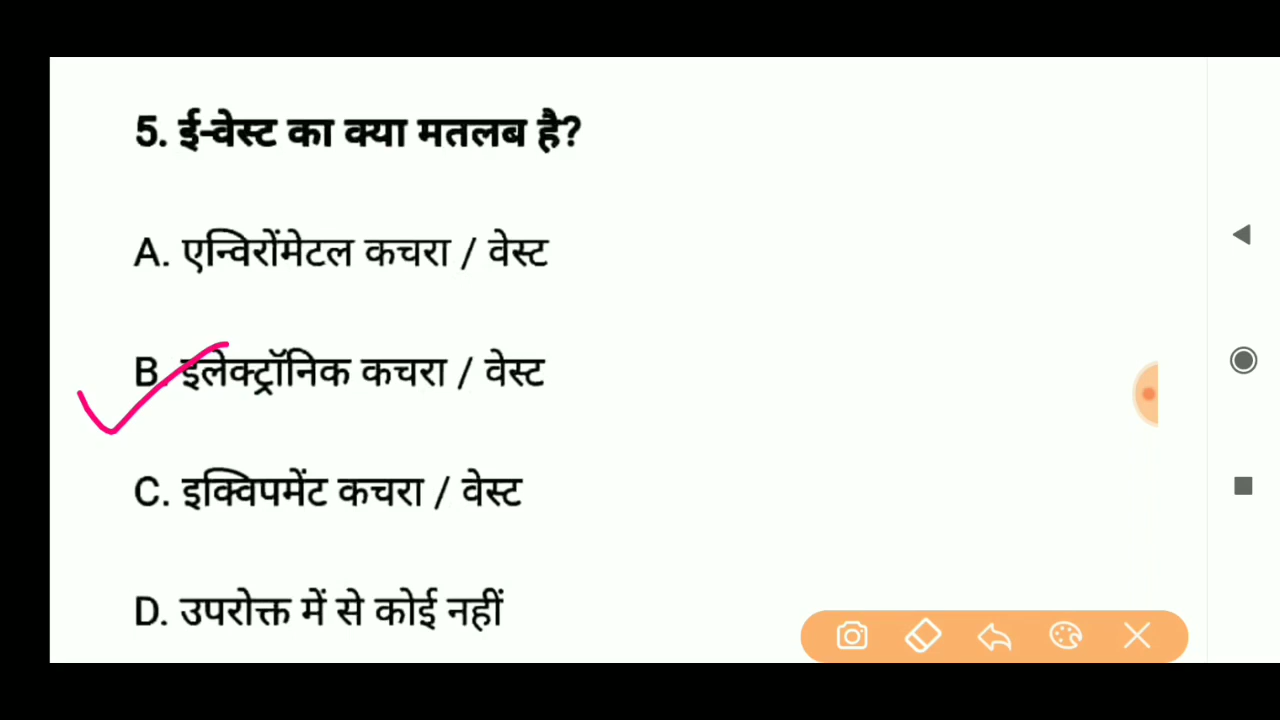 5. ई-वेस्ट का क्या मतलब है?
A. एन्विरोंमेटल कचरा / वेस्ट
B. इलेक्ट्रॉनिक कचरा / वेस्ट
C. इक्विपमेंट कचरा / वेस्ट
D. उपरोक्त में से कोई नहीं